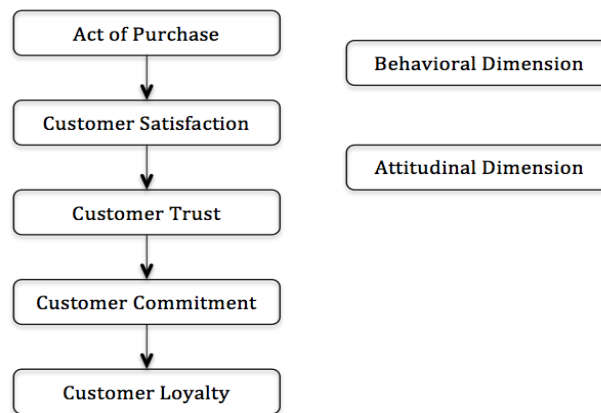 Act of Purchase
Customer Satisfaction
Customer Trust
Customer Commitment
Customer Loyalty
Behavioral Dimension
Attitudinal Dimension